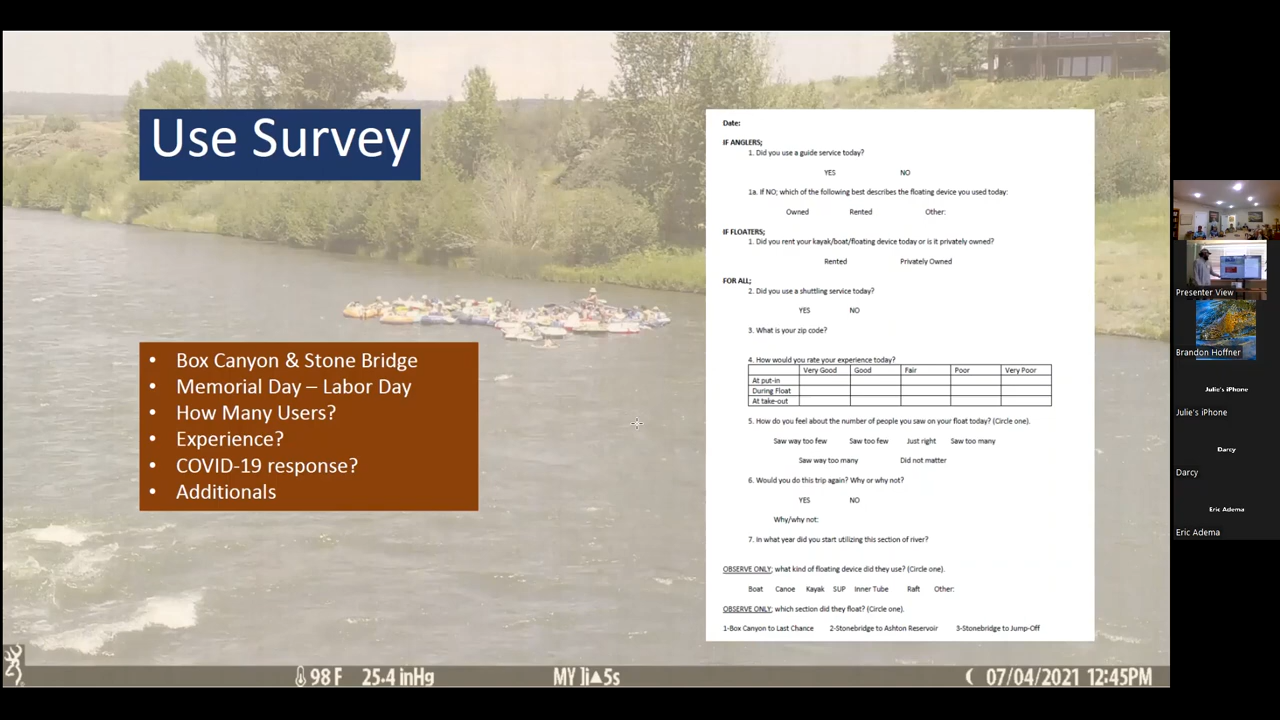 Use Survey
• Box Canyon & Stone Bridge
• Memorial Day – Labor Day
• How Many Users?
• Experience?
• COVID-19 response?
• Additionals
Date:
IF ANGLERS;
1. Did you use a guide service today?
YES NO
1a. If NO; which of the following best describes the floating device you used today:
Owned Rented Other:
IF FLOATERS;
1. Did you rent your kayak/boat/floating device today or is it privately owned?
Rented Privately Owned
FOR ALL;
2. Did you use a shuttling service today?
YES NO
3. What is your zip code?
4. How would you rate your experience today?
Very Good Good Fair Poor Very Poor
At put-in
During Float
At take-out
5. How do you feel about the number of people you saw on your float today? (Circle one).
Saw way too few Saw too few Just right Saw too many
Saw way too many Did not matter
6. Would you do this trip again? Why or why not?
YES NO
Why/why not:
7. In what year did you start utilizing this section of river?
OBSERVE ONLY; what kind of floating device did they use? (Circle one).
Boat Canoe Kayak SUP Inner Tube Raft Other:
OBSERVE ONLY; which section did they float? (Circle one).
1-Box Canyon to Last Chance 2-Stonebridge to Ashton Reservoir 3-Stonebridge to Jump-Off
98 F 25.4 inHg 07/04/2021 12:45PM
Presenter View
Brandon Hoffner
Julie's iPhone
Julie's iPhone
Darcy
Darcy
Eric Adema
Eric Adema